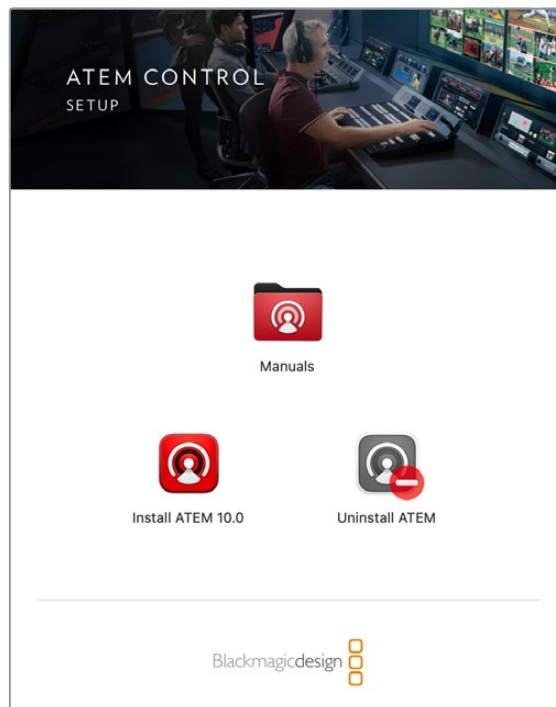 ATEM CONTROL
SETUP
Manuals
Install ATEM 10.0
Uninstall ATEM
Blackmagicdesign